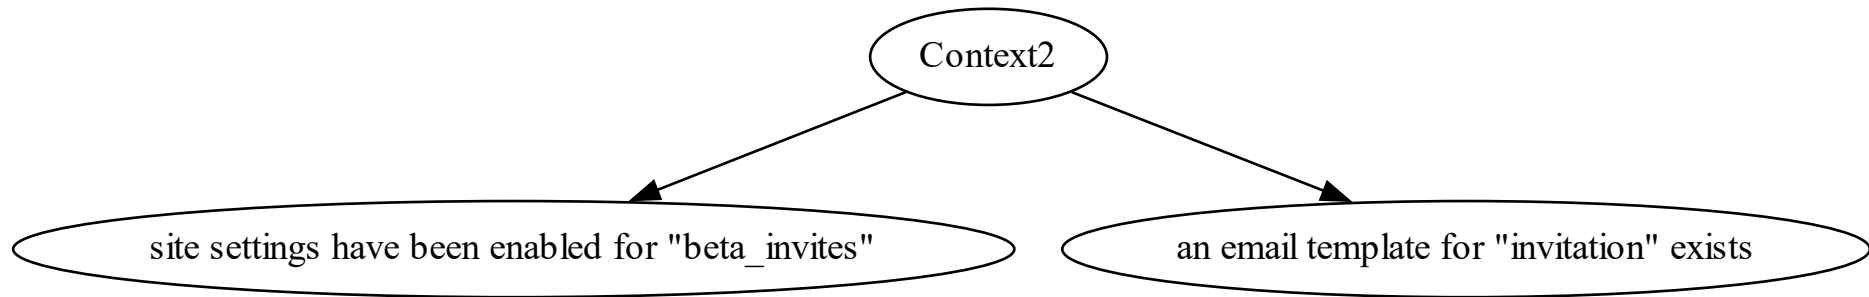 Context2
site settings have been enabled for "beta_invites"
an email template for "invitation" exists